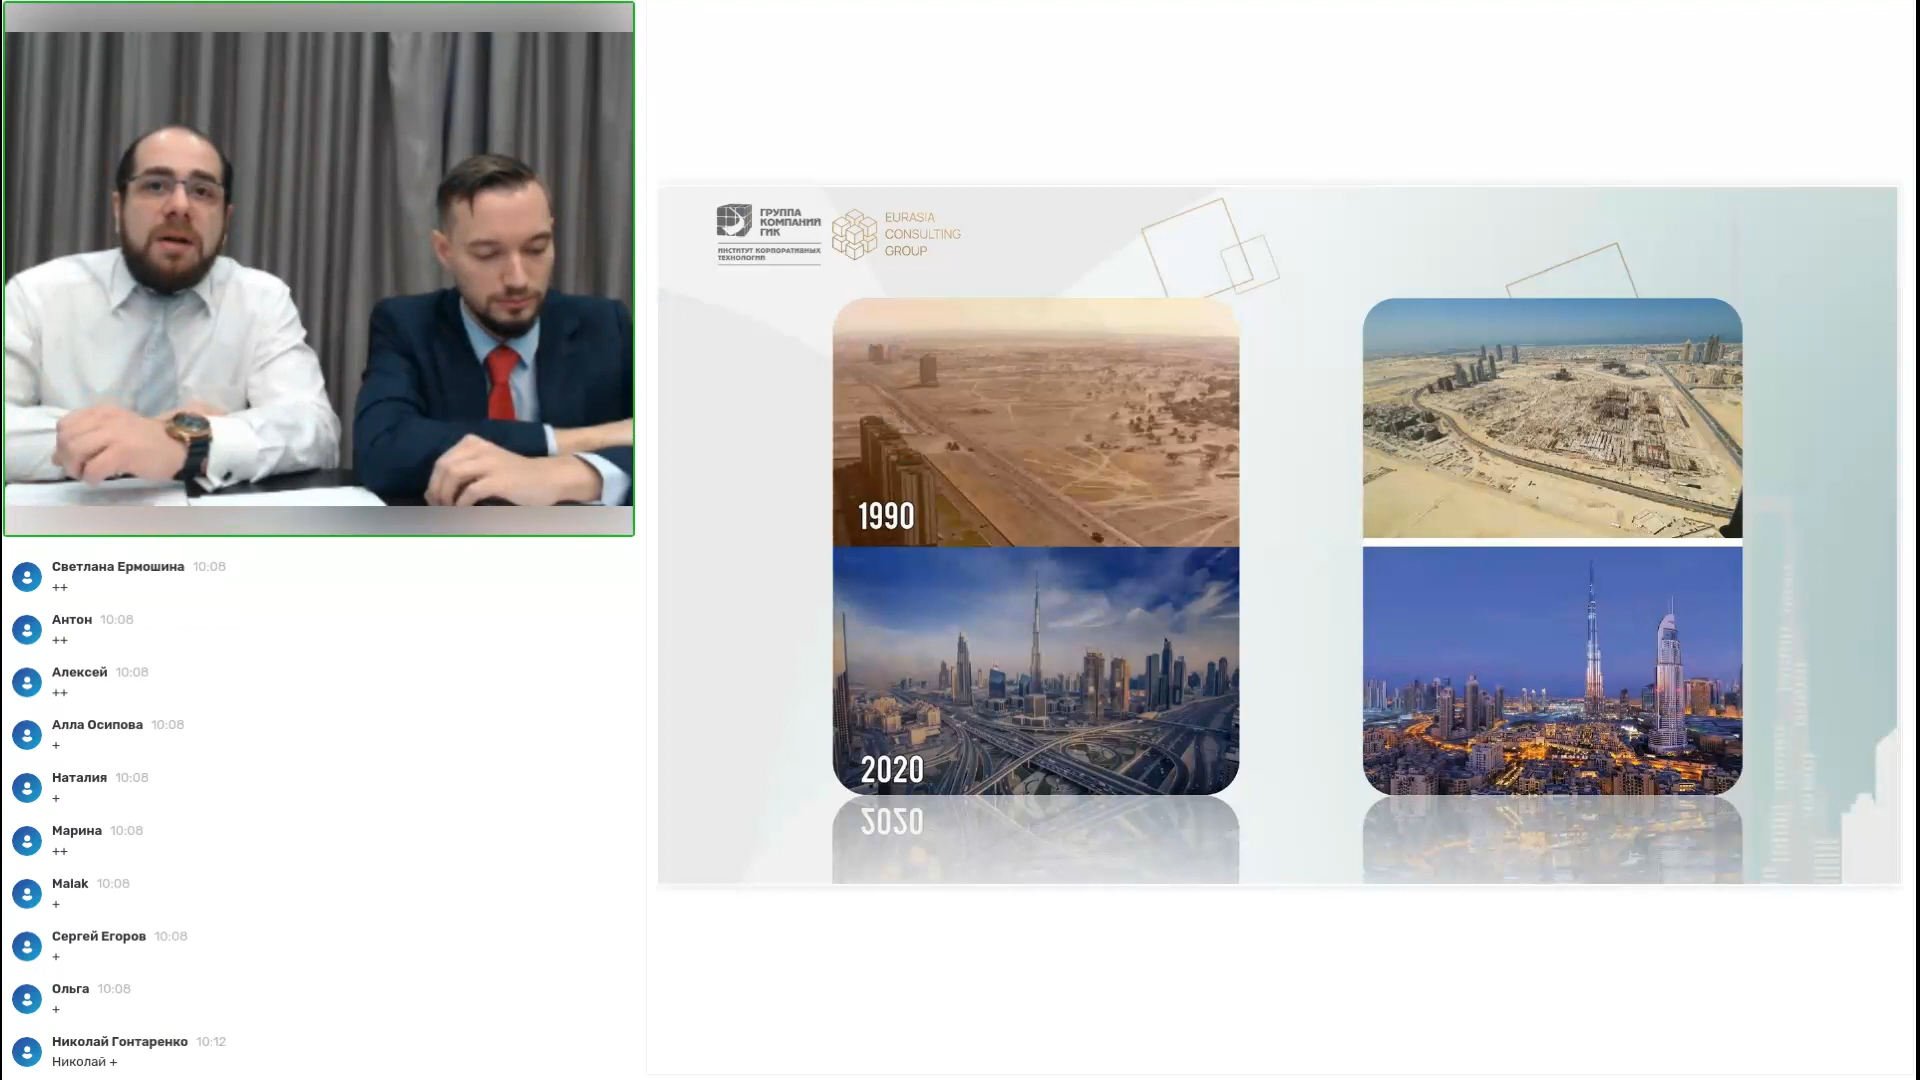 Светлана Ермошина 10:08
++
Антон 10:08
++
Алексей 10:08
++
Алла Осипова 10:08
+
Наталия 10:08
+
Марина 10:08
++
Malak 10:08
+
Сергей Егоров 10:08
+
Ольга 10:08
+
Николай Гонтаренко 10:12
Николай +
ГРУППА
КОМПАНИЙ
ГИК
ИНСТИТУТ КОРПОРАТИВНЫХ
ТЕХНОЛОГИЙ
EURASIA
CONSULTING
GROUP
1990
2020